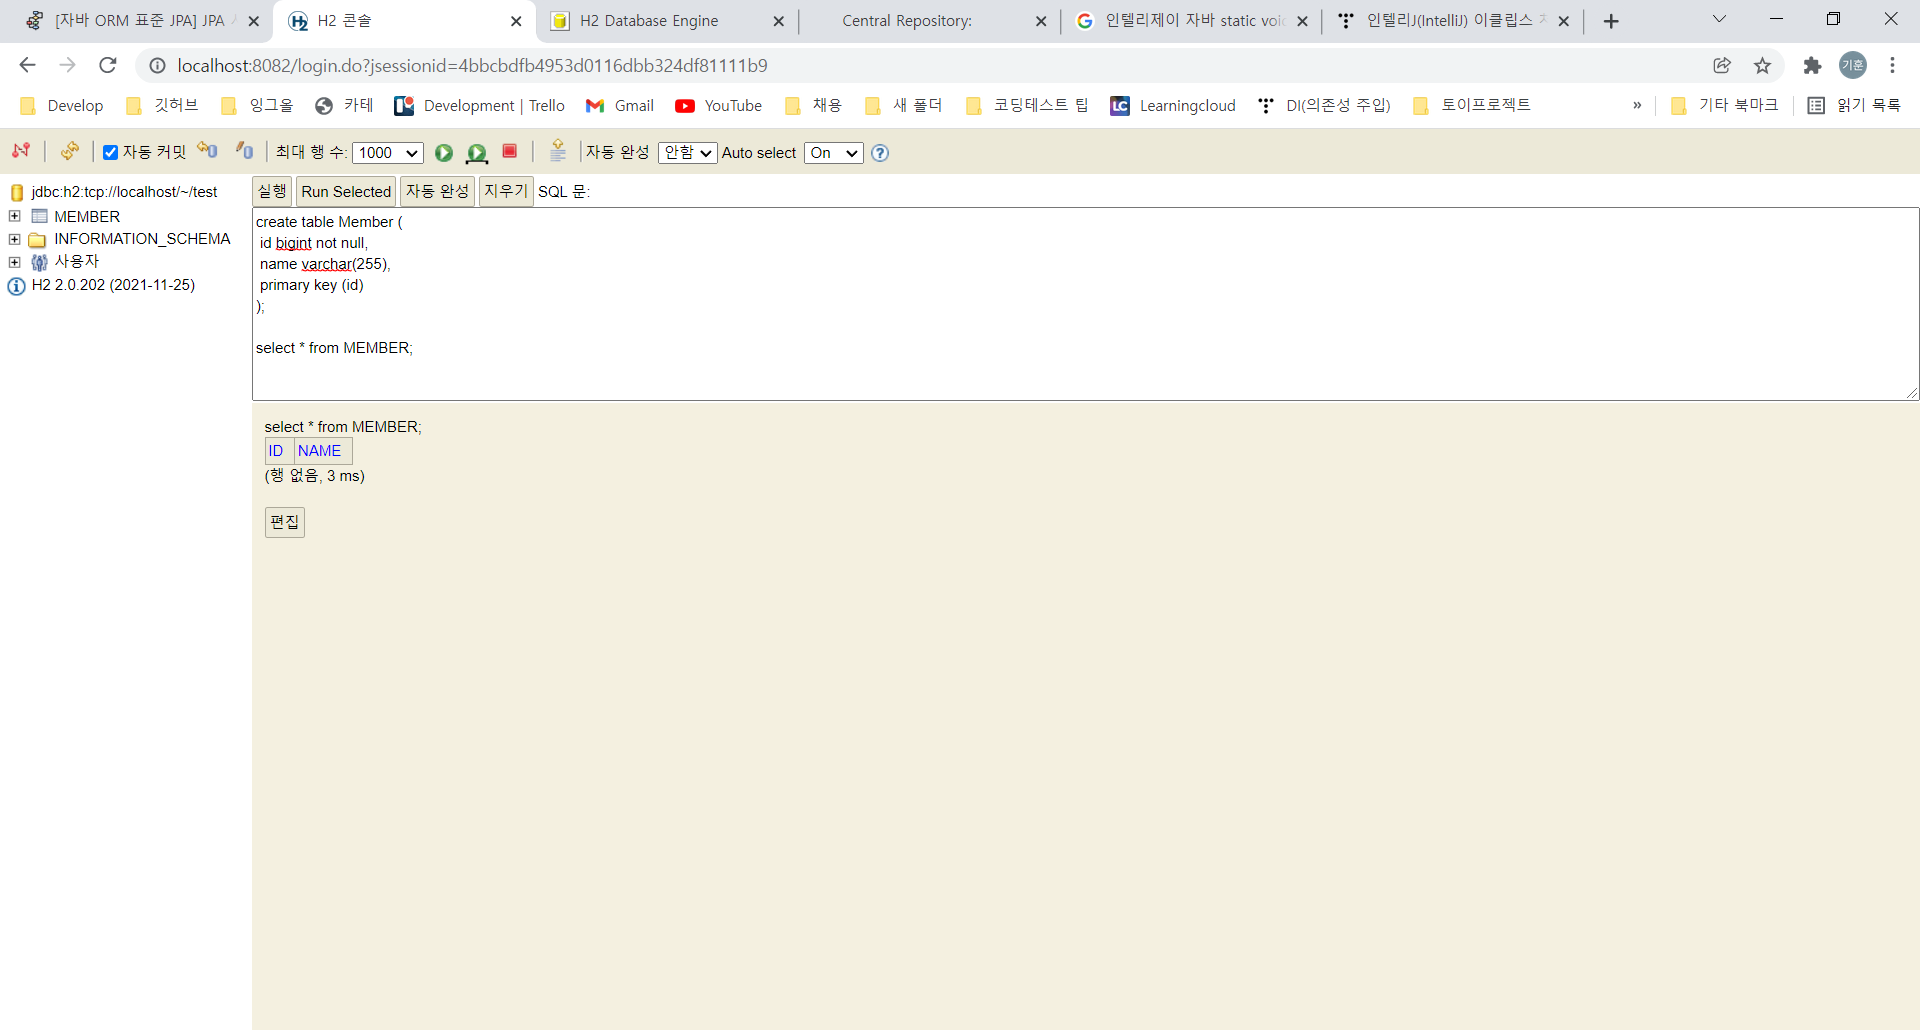 [자바 ORM 표준 JPA] JPA
H2 콘솔
H2 Database Engine
Central Repository:
인텔리제이 자바 static voi
인텔리J(IntelliJ) 이클립스
localhost:8082/login.do?jsessionid=4bbcbdfb4953d0116dbb324df81111b9
기훈
Develop
깃허브
잉그올
카테
Development | Trello
Gmail
YouTube
채용
새 폴더
코딩테스트 팁
LC Learningcloud
DI(의존성 주입)
토이프로젝트
»
기타 북마크
읽기 목록
자동 커밋
최대 행 수: 1000
자동 완성 안함
Auto select On
jdbc:h2:tcp://localhost/~/test
MEMBER
INFORMATION_SCHEMA
사용자
H2 2.0.202 (2021-11-25)
실행 Run Selected 자동 완성 지우기 SQL 문:
create table Member (
id bigint not null,
name varchar(255),
primary key (id)
);
select * from MEMBER;
select * from MEMBER;
ID NAME
(행 없음, 3 ms)
편집